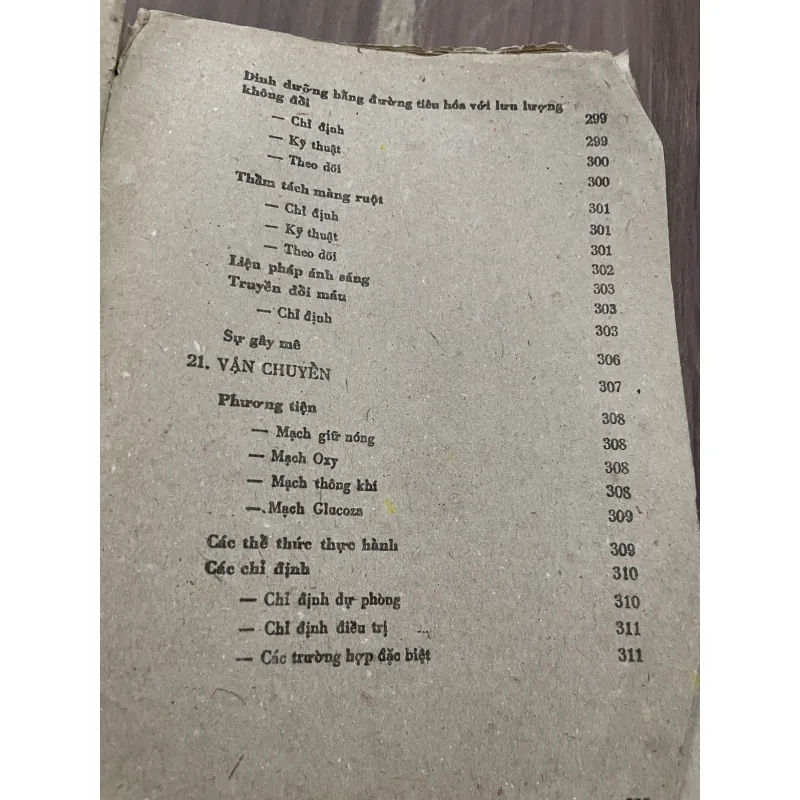 Dinh dưỡng bằng đường tiêu hóa với lưu lượng
không đổi 299
— Chỉ định 299
— Kỹ thuật 300
— Theo dõi 300
Thẩm tách màng ruột 301
— Chỉ định 301
— Kỹ thuật 301
— Theo dõi 302
Liệu pháp ánh sáng 303
Truyền đổi máu 303
— Chỉ định 303
Sự gây mê 306
21. VẬN CHUYỂN 307
Phương tiện 308
— Mạch giữ nóng 308
— Mạch Oxy 308
— Mạch thông khí 308
— Mạch Glucoza 309
Các thể thức thực hành 309
Các chỉ định 310
— Chỉ định dự phòng 310
— Chỉ định điều trị 311
— Các trường hợp đặc biệt 311